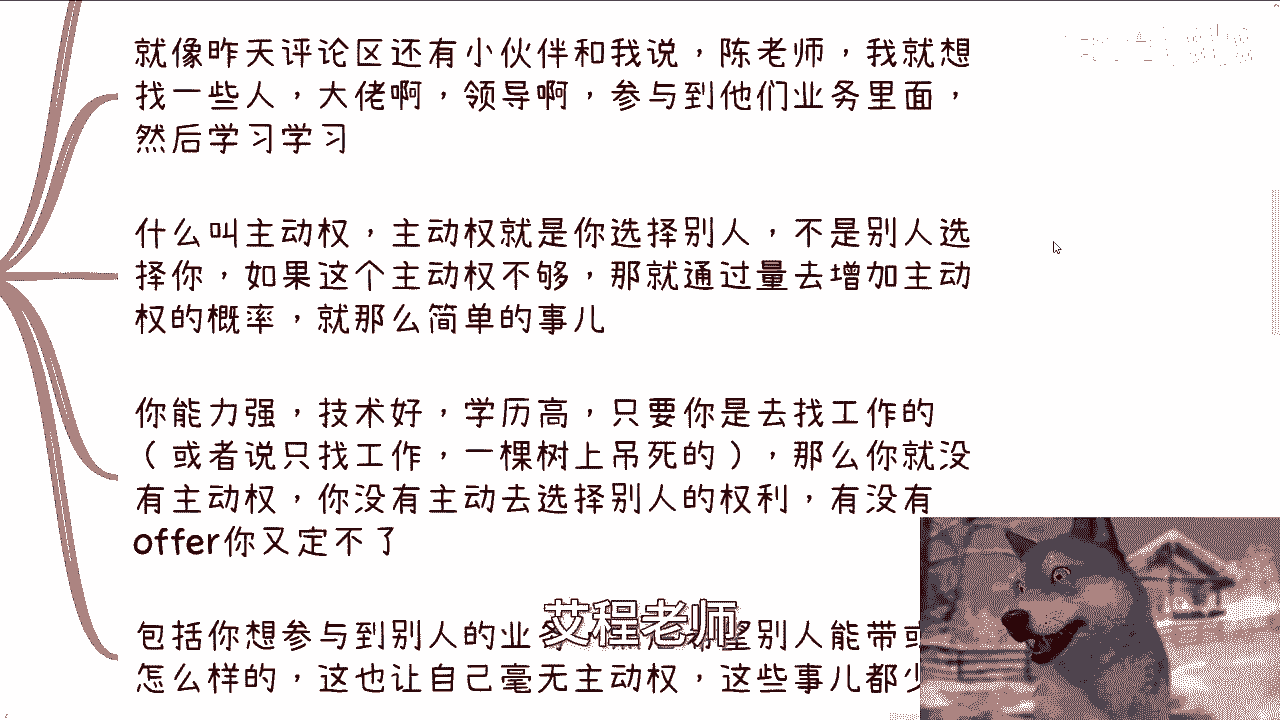 就像昨天评论区还有小伙伴和我说，陈老师，我就想
找一些人，大佬啊，领导啊，参与到他们业务里面，
然后学习学习
什么叫主动权，主动权就是你选择别人，不是别人选
择你，如果这个主动权不够，那就通过量去增加主动
权的概率，就那么简单的事儿
你能力强，技术好，学历高，只要你是去找工作的
（或者说只找工作，一棵树上吊死的），那么你就没
有主动权，你没有主动去选择别人的权利，有没有
offer你又定不了
包括你想参与到别人的业 望别人能带或
怎么样的，这也让自己毫无主动权，这些事儿都少
艾程老师